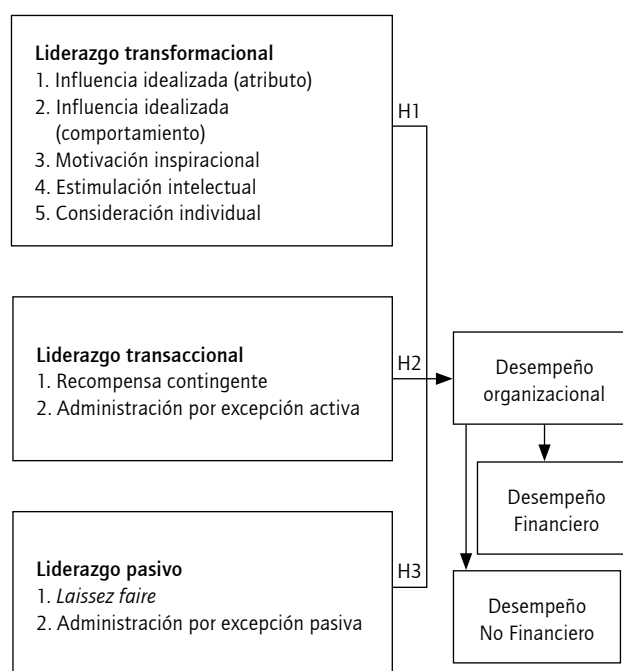 Liderazgo transformacional
1. Influencia idealizada (atributo)
2. Influencia idealizada
(comportamiento)
3. Motivación inspiracional
4. Estimulación intelectual
5. Consideración individual
H1
Liderazgo transaccional
1. Recompensa contingente
2. Administración por excepción activa
H2
Desempeño
organizacional
Desempeño
Financiero
Liderazgo pasivo
1. Laissez faire
2. Administración por excepción pasiva
H3
Desempeño
No Financiero